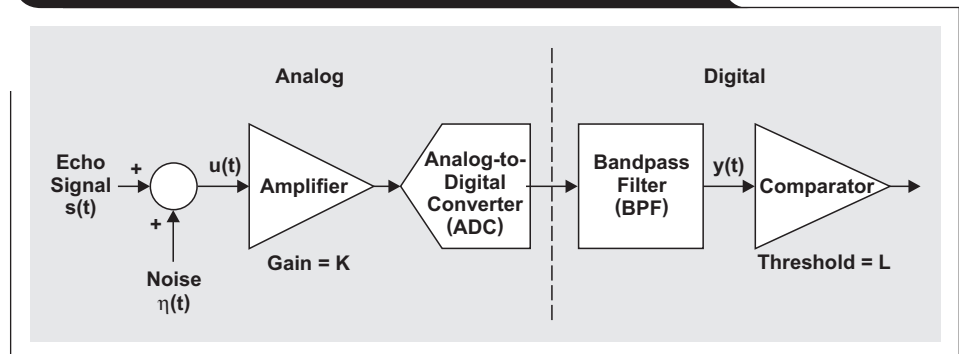 Analog
Digital
Echo
Signal
s(t)
+
+
u(t)
Amplifier
Analog-to-
Digital
Converter
(ADC)
Bandpass
Filter
(BPF)
y(t)
Comparator
Noise
η(t)
Gain = K
Threshold = L